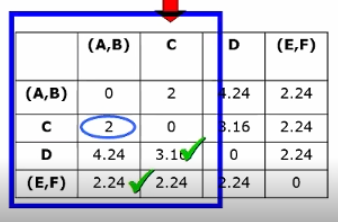 (A,B) C D (E,F)
(A,B) 0 2 4.24 2.24
C 2 0 3.16 2.24
D 4.24 3.16 0 2.24
(E,F) 2.24 2.24 2.24 0